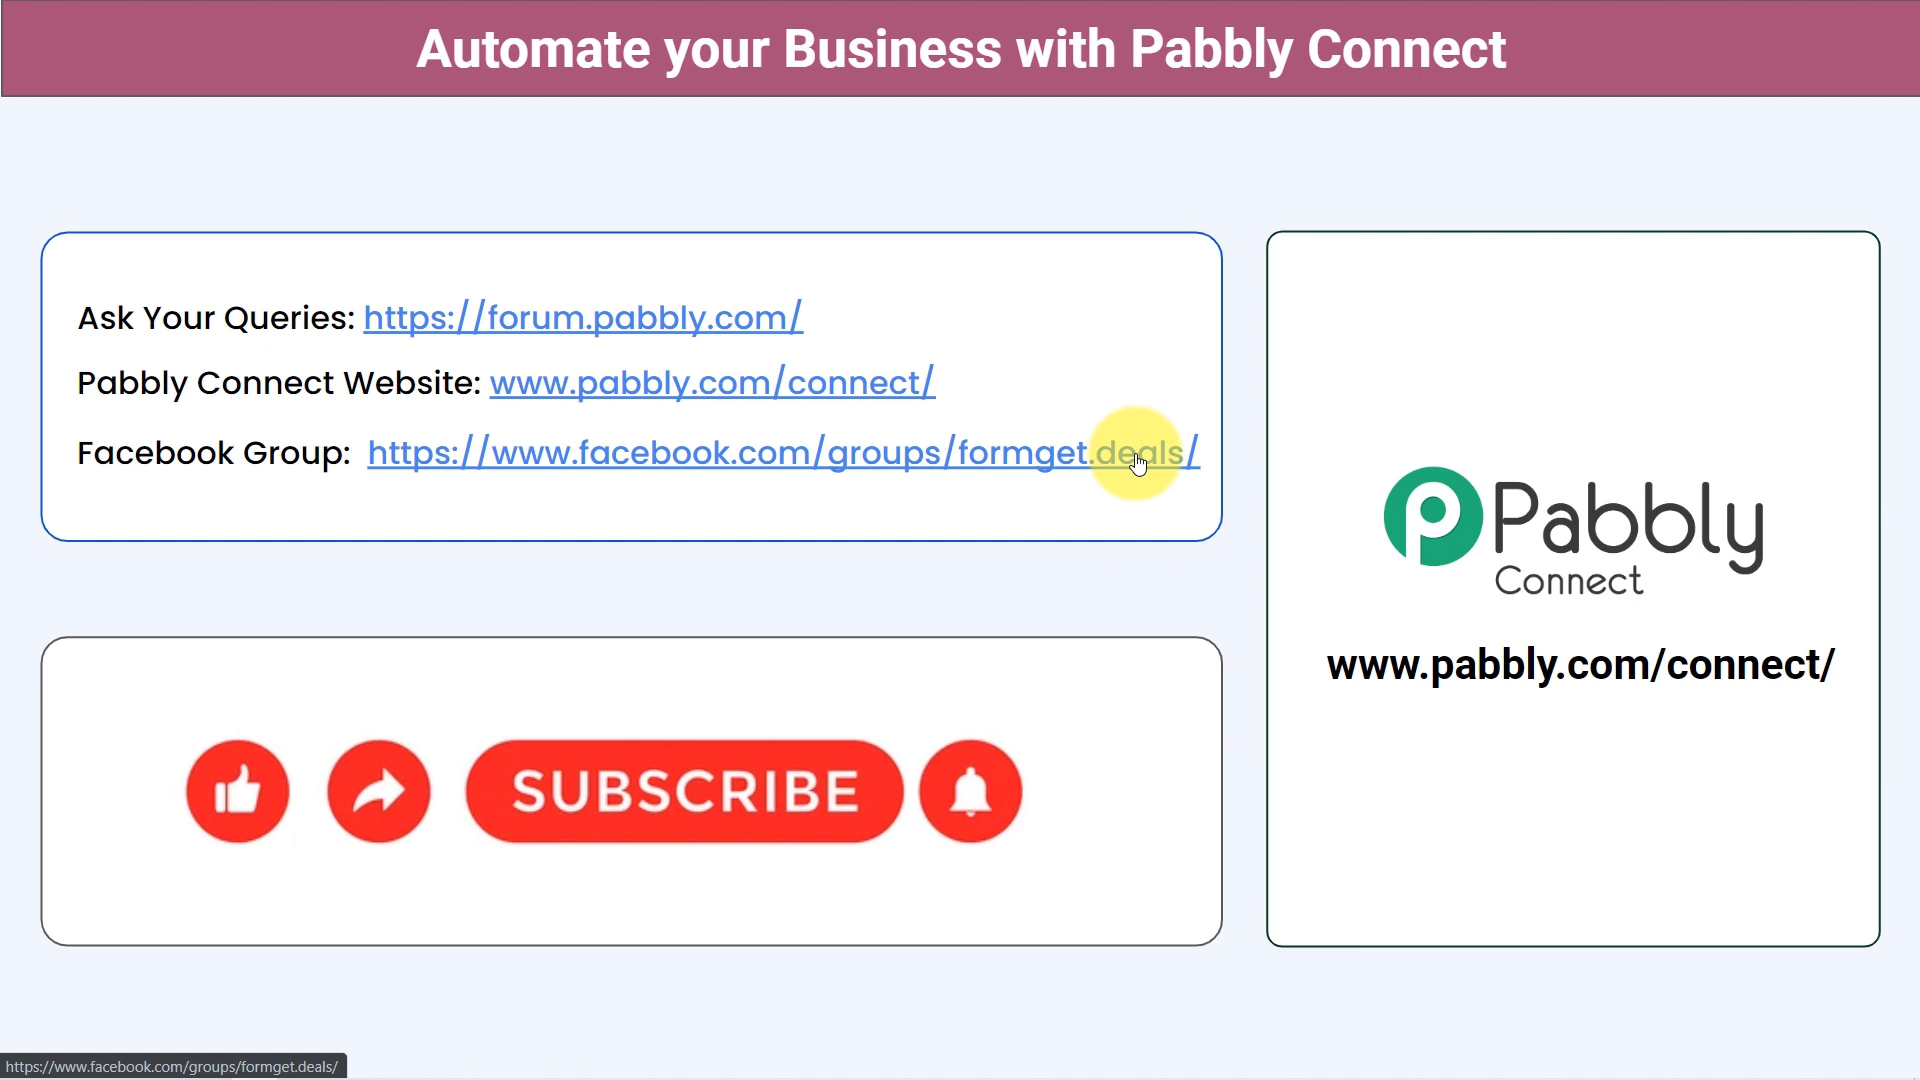 Automate your Business with Pabbly Connect
Ask Your Queries: https://forum.pabbly.com/
Pabbly Connect Website: www.pabbly.com/connect/
Facebook Group: https://www.facebook.com/groups/formget.deals/
Pabbly
Connect
www.pabbly.com/connect/
SUBSCRIBE
https://www.facebook.com/groups/formget.deals/